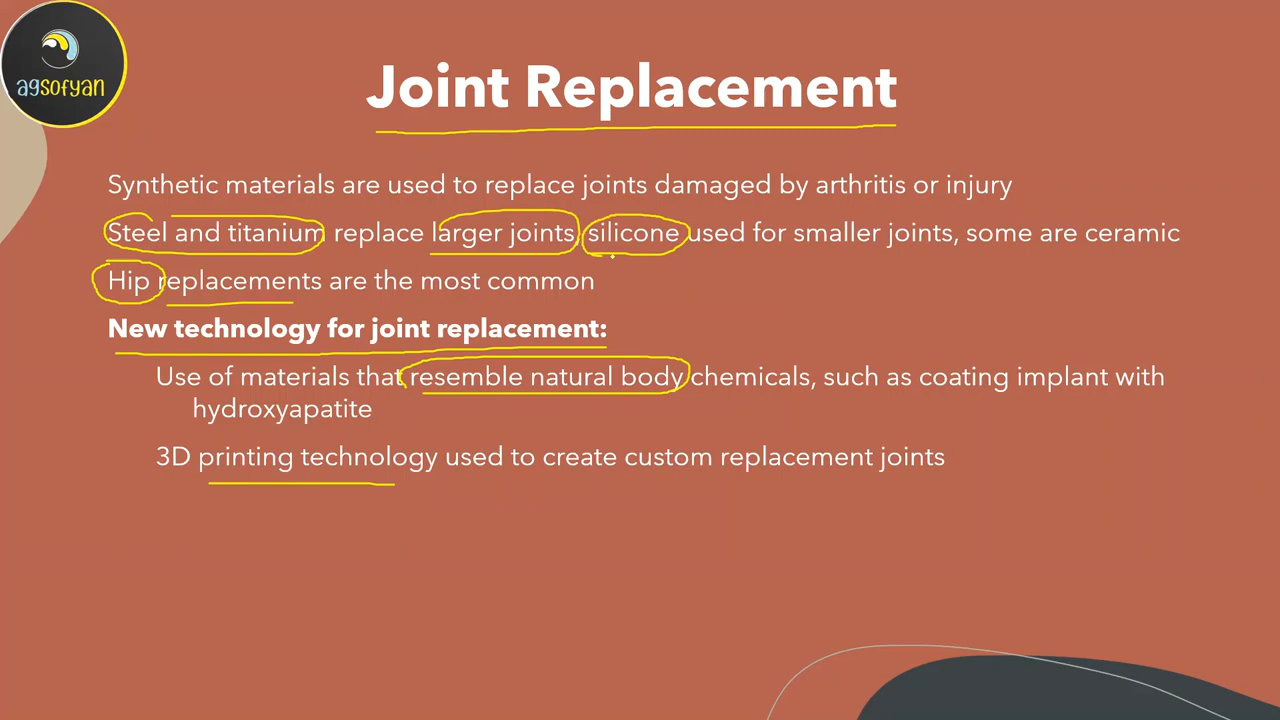 agsofyan
Joint Replacement
Synthetic materials are used to replace joints damaged by arthritis or injury
Steel and titanium replace larger joints, silicone used for smaller joints, some are ceramic
Hip replacements are the most common
New technology for joint replacement:
Use of materials that resemble natural body chemicals, such as coating implant with
hydroxyapatite
3D printing technology used to create custom replacement joints